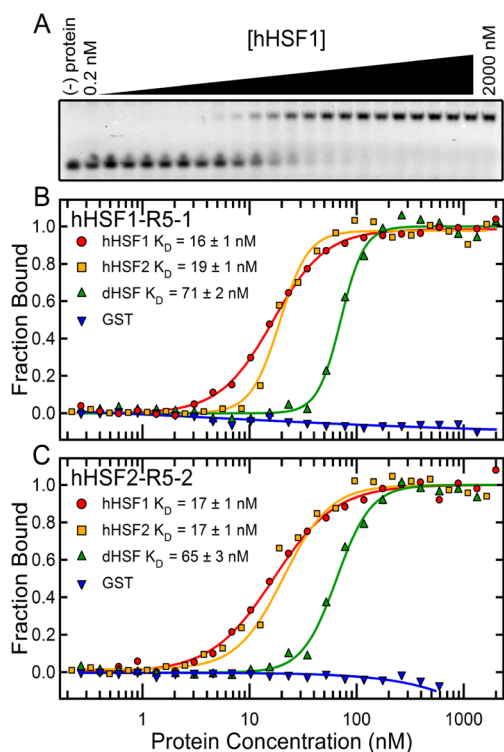 A
(-) protein
0.2 nM
[hHSF1]
2000 nM
B
hHSF1-R5-1
hHSF1 K_D = 16 ± 1 nM
hHSF2 K_D = 19 ± 1 nM
dHSF K_D = 71 ± 2 nM
GST
Fraction Bound
1.0
0.8
0.6
0.4
0.2
0.0
C
hHSF2-R5-2
hHSF1 K_D = 17 ± 1 nM
hHSF2 K_D = 17 ± 1 nM
dHSF K_D = 65 ± 3 nM
GST
Fraction Bound
1.0
0.8
0.6
0.4
0.2
0.0
1 10 100 1000
Protein Concentration (nM)